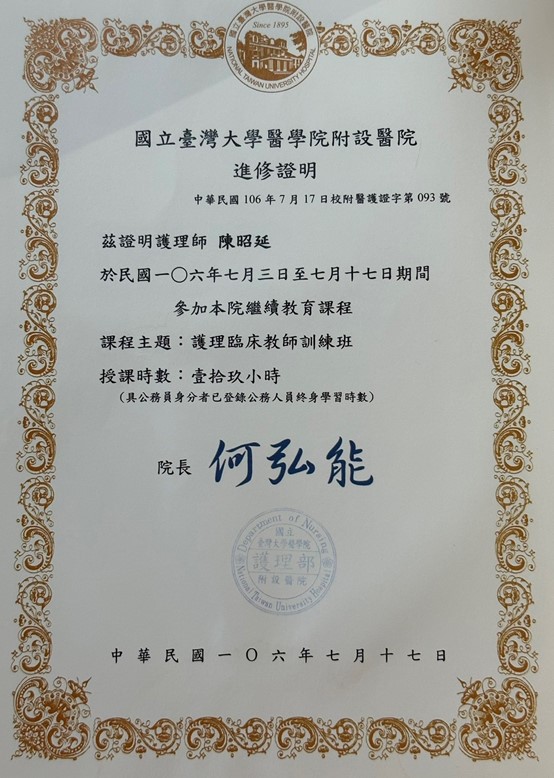 國立臺灣大學醫學院附設醫院
Since 1895
NATIONAL TAIWAN UNIVERSITY HOSPITAL
國立臺灣大學醫學院附設醫院
進修證明
中華民國 106 年 7 月 17 日校附醫護證字第 093 號
茲證明護理師 陳昭延
於民國一〇六年七月三日至七月十七日期間
參加本院繼續教育課程
課程主題：護理臨床教師訓練班
授課時數：壹拾玖小時
（具公務員身分者已登錄公務人員終身學習時數）
院長 何弘能
Department of Nursing
國立
臺灣大學醫學院
護理部
附設醫院
National Taiwan University Hospital
中華民國一〇六年七月十七日